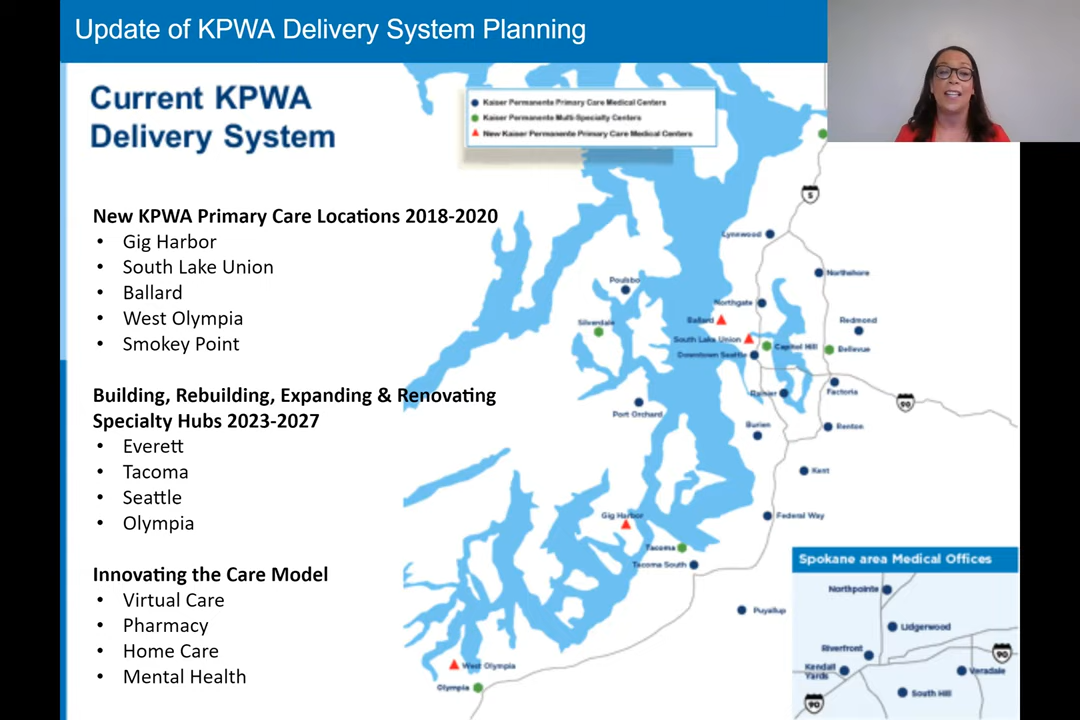 Update of KPWA Delivery System Planning
Current KPWA
Delivery System
Kaiser Permanente Primary Care Medical Centers
Kaiser Permanente Multi-Specialty Centers
New Kaiser Permanente Primary Care Medical Centers
New KPWA Primary Care Locations 2018-2020
• Gig Harbor
• South Lake Union
• Ballard
• West Olympia
• Smokey Point
Building, Rebuilding, Expanding & Renovating
Specialty Hubs 2023-2027
• Everett
• Tacoma
• Seattle
• Olympia
Innovating the Care Model
• Virtual Care
• Pharmacy
• Home Care
• Mental Health
5
Lynnwood
Northshore
Poulsbo
Northgate
Ballard
Silverdale
Redmond
South Lake Union
Capitol Hill
Bellevue
Downtown Seattle
Rainier
Factoria
90
Port Orchard
Burien
Renton
Kent
Gig Harbor
Federal Way
Tacoma
Tacoma South
Puyallup
West Olympia
Olympia
Spokane area Medical Offices
Northpointe
Lidgerwood
Riverfront
90
Kendall
Yards
Veradale
South Hill
90